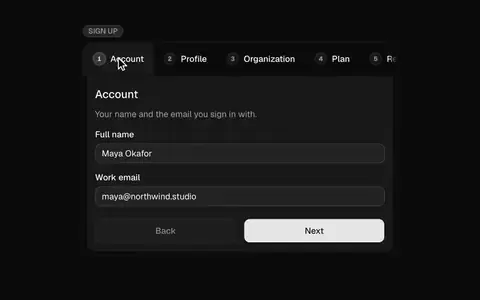 SIGN UP
1 Account 2 Profile 3 Organization 4 Plan 5
Account
Your name and the email you sign in with.
Full name
Maya Okafor
Work email
maya@northwind.studio
Back Next